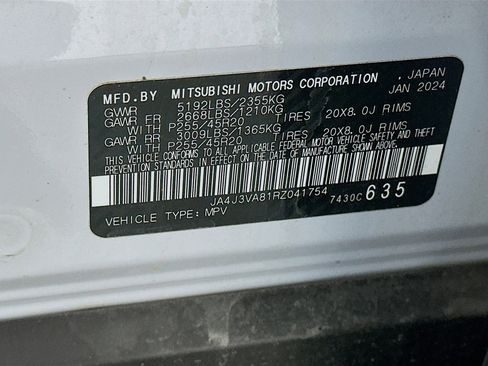 MFD.BY MITSUBISHI MOTORS CORPORATION , JAPAN
GVWR 5192LBS/2355KG JAN 2024
GAWR FR 2668LBS/1210KG
WITH P255/45R20 TIRES 20X8.0J RIMS
GAWR RR 3009LBS/1365KG
WITH P255/45R20 TIRES 20X8.0J RIMS
THIS VEHICLE CONFORMS TO ALL APPLICABLE FEDERAL MOTOR VEHICLE SAFETY AND THEFT
PREVENTION STANDARDS IN EFFECT ON THE DATE OF MANUFACTURE SHOWN ABOVE.
JA4J3VA81RZ041754
VEHICLE TYPE: MPV 7430C 635